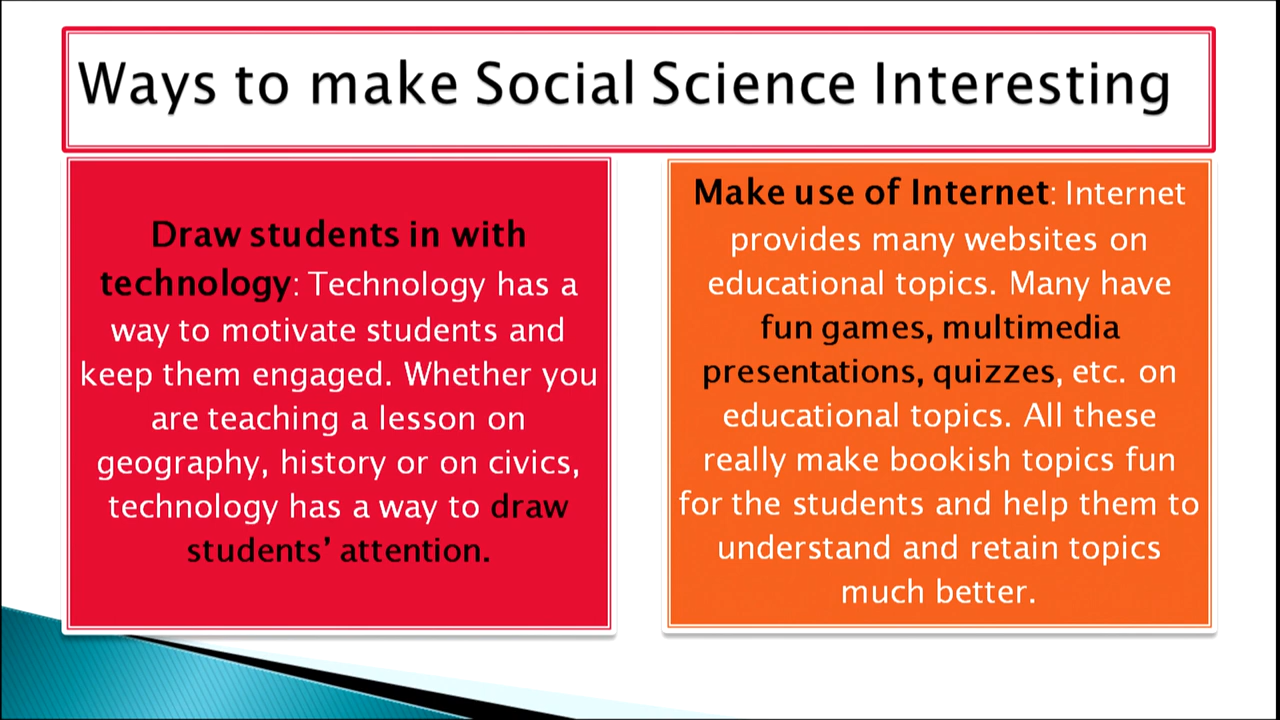 Ways to make Social Science Interesting
Draw students in with
technology: Technology has a
way to motivate students and
keep them engaged. Whether you
are teaching a lesson on
geography, history or on civics,
technology has a way to draw
students’ attention.
Make use of Internet: Internet
provides many websites on
educational topics. Many have
fun games, multimedia
presentations, quizzes, etc. on
educational topics. All these
really make bookish topics fun
for the students and help them to
understand and retain topics
much better.